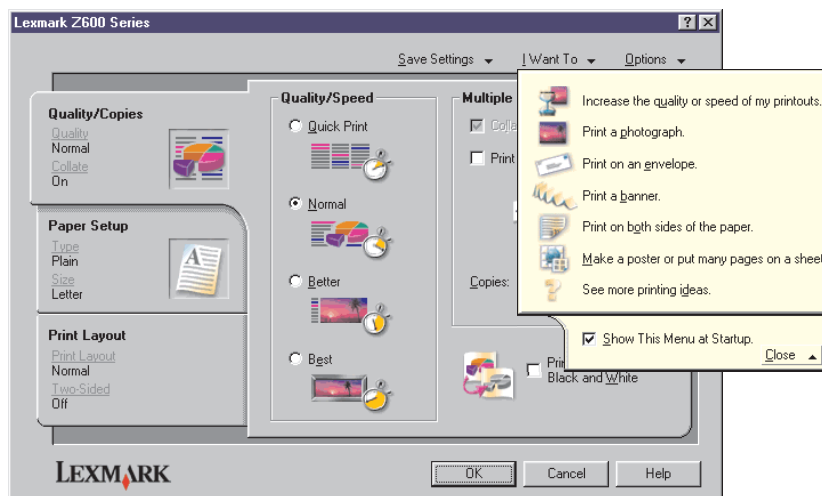 Lexmark Z600 Series
Save Settings
I Want To
Options
Quality/Copies
Quality
Normal
Collate
On
Paper Setup
Type
Plain
Size
Letter
Print Layout
Print Layout
Normal
Two-Sided
Off
Quality/Speed
Quick Print
Normal
Better
Best
Multiple
Print
Copies:
Black and White
Increase the quality or speed of my printouts.
Print a photograph.
Print on an envelope.
Print a banner.
Print on both sides of the paper.
Make a poster or put many pages on a sheet
See more printing ideas.
Show This Menu at Startup.
Close
LEXMARK
OK
Cancel
Help